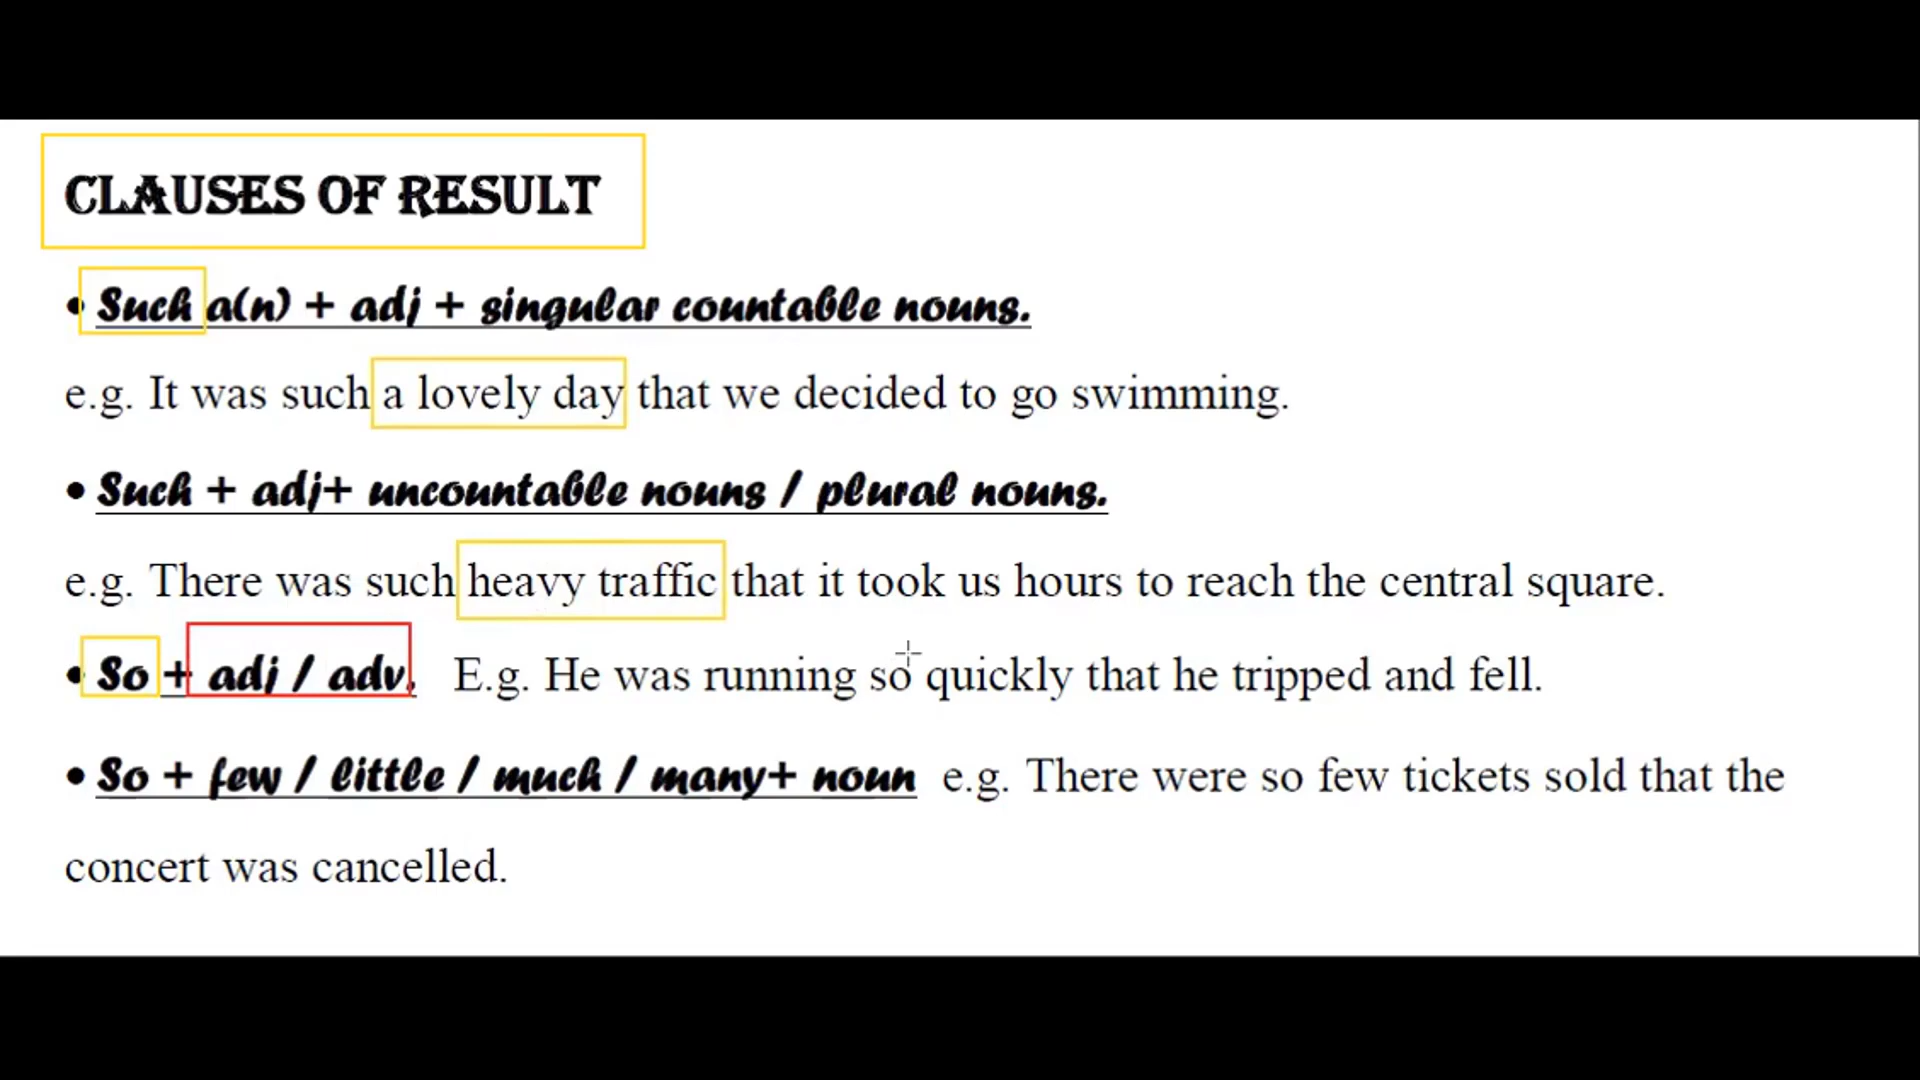 CLAUSES OF RESULT
• Such a(n) + adj + singular countable nouns.
e.g. It was such a lovely day that we decided to go swimming.
• Such + adj+ uncountable nouns / plural nouns.
e.g. There was such heavy traffic that it took us hours to reach the central square.
• So + adj / adv. E.g. He was running so quickly that he tripped and fell.
• So + few / little / much / many+ noun e.g. There were so few tickets sold that the
concert was cancelled.